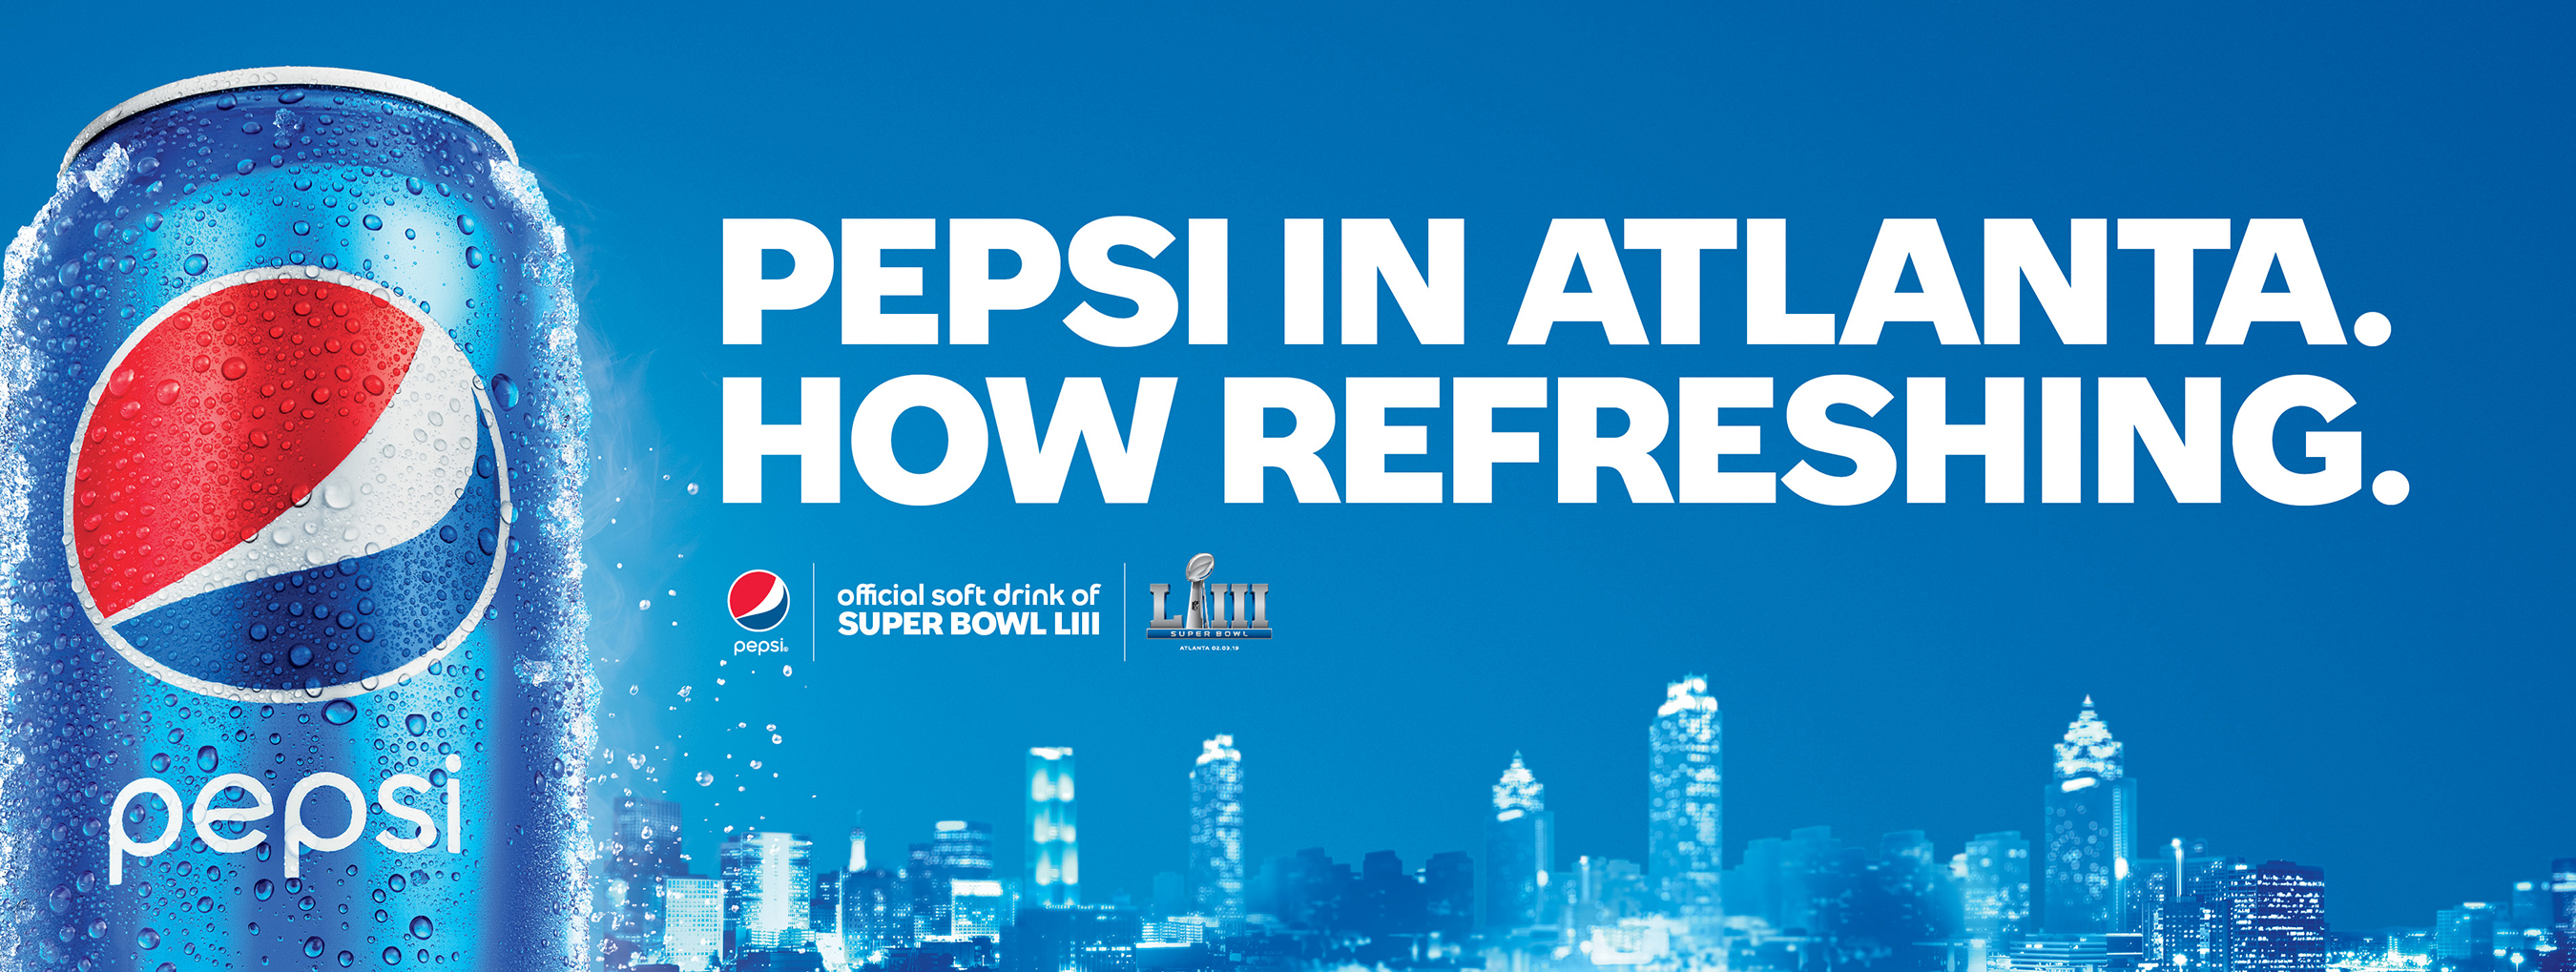 PEPSI IN ATLANTA.
HOW REFRESHING.
pepsi®
official soft drink of
SUPER BOWL LIII
LIII
SUPER BOWL
ATLANTA 02.03.19
pepsi